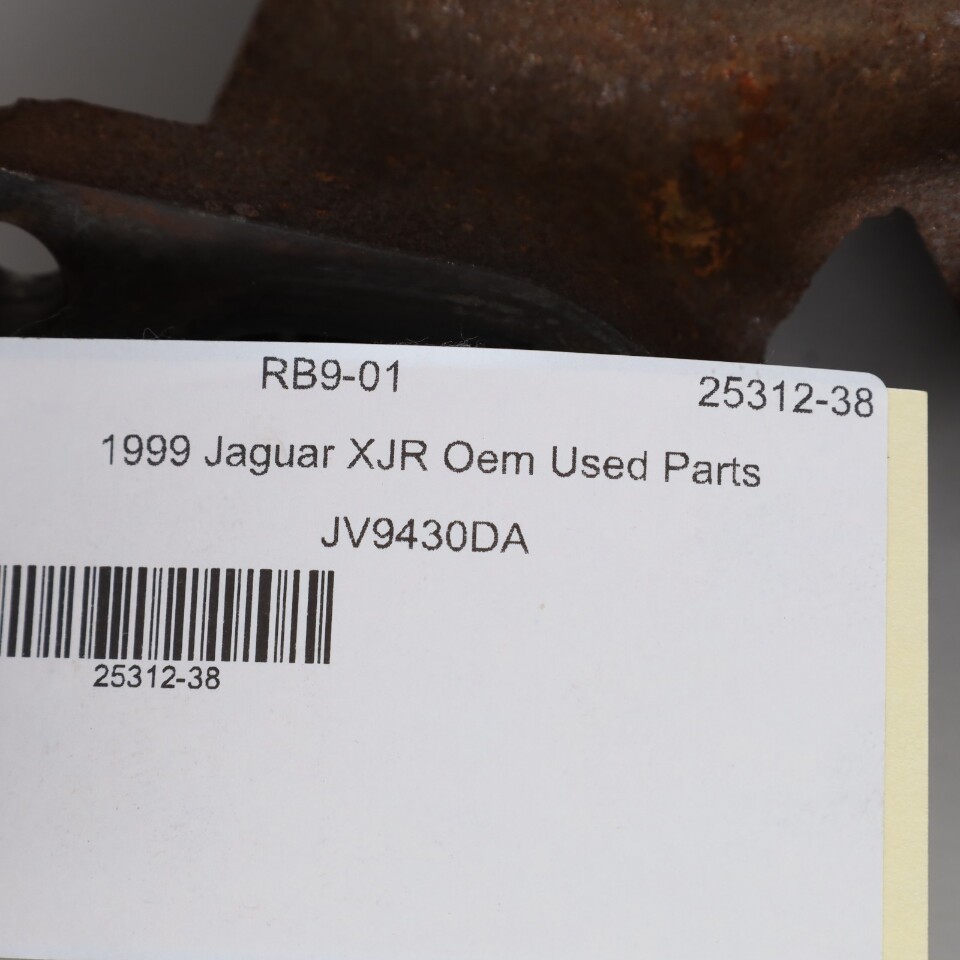 RB9-01 25312-38
1999 Jaguar XJR Oem Used Parts
JV9430DA
25312-38